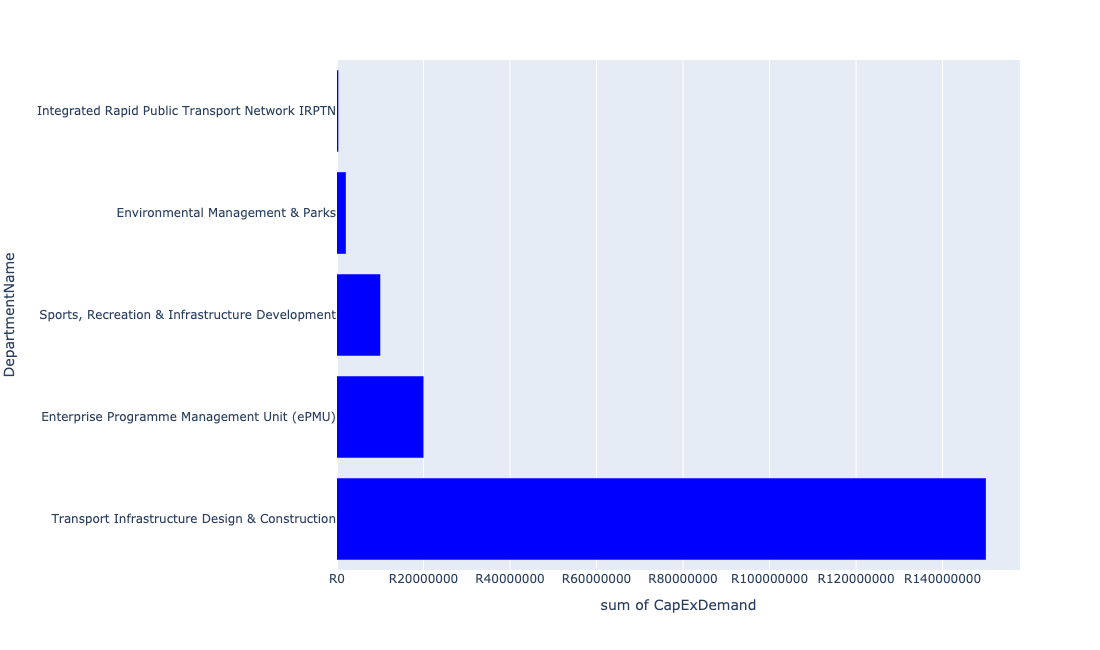 DepartmentName
Integrated Rapid Public Transport Network IRPTN
Environmental Management & Parks
Sports, Recreation & Infrastructure Development
Enterprise Programme Management Unit (ePMU)
Transport Infrastructure Design & Construction
R0 R20000000 R40000000 R60000000 R80000000 R100000000 R120000000 R140000000
sum of CapExDemand